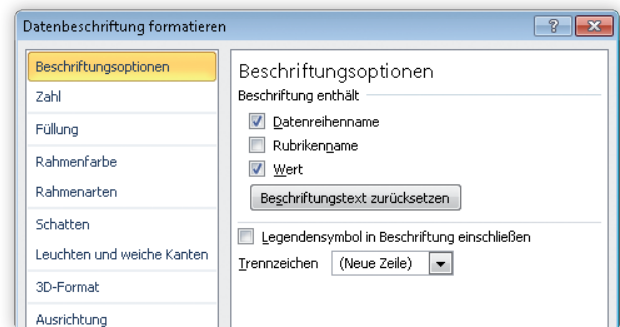 Datenbeschriftung formatieren
Beschriftungsoptionen
Zahl
Füllung
Rahmenfarbe
Rahmenarten
Schatten
Leuchten und weiche Kanten
3D-Format
Ausrichtung
Beschriftungsoptionen
Beschriftung enthält
Datenreihenname
Rubrikenname
Wert
Beschriftungstext zurücksetzen
Legendensymbol in Beschriftung einschließen
Trennzeichen (Neue Zeile)